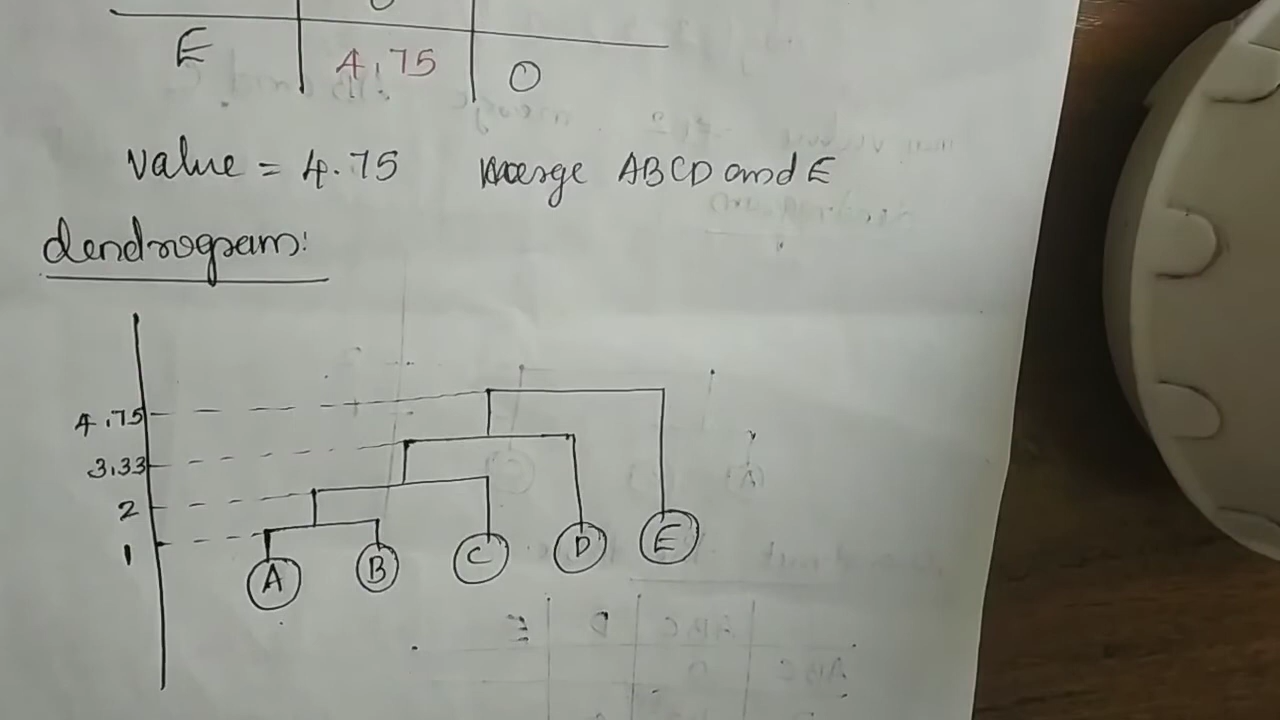 E 4.75 0
value = 4.75 merge ABCD and E
dendrogram:
4.75
3.33
2
1
A B C D E